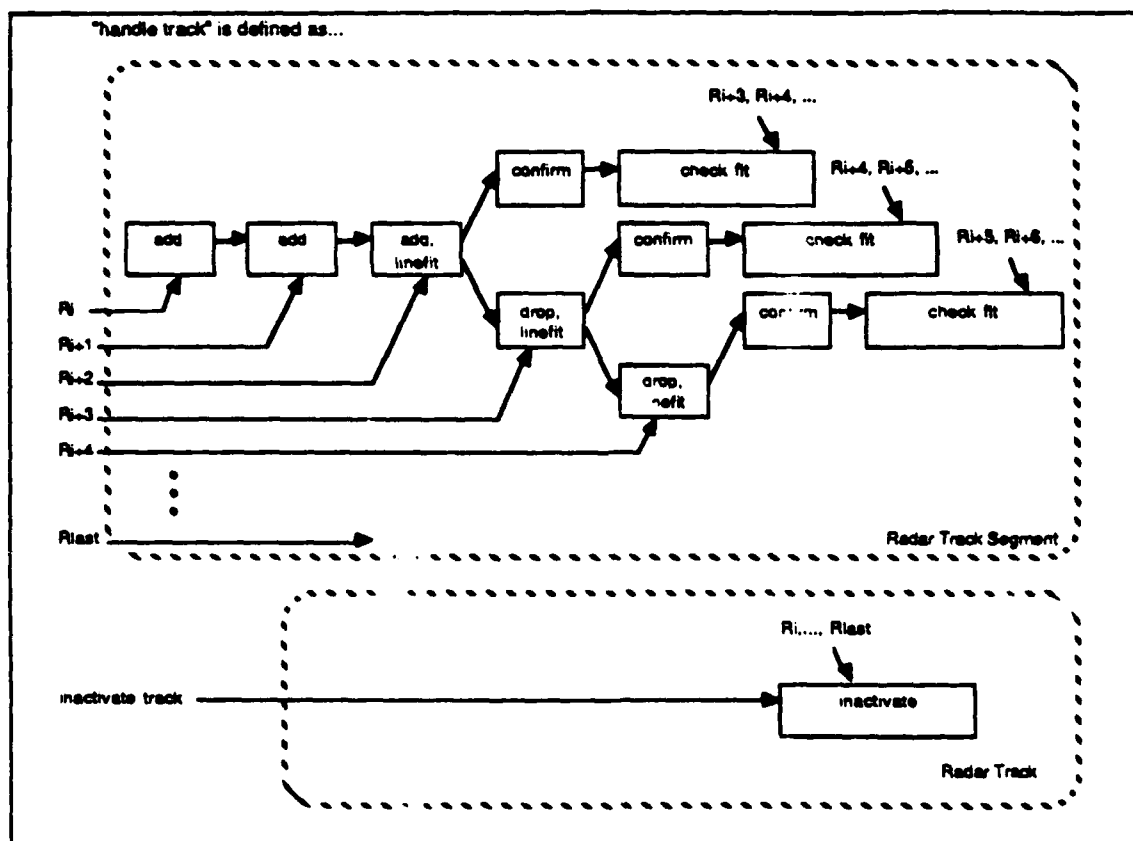 "handle track" is defined as...
Ri+3, Ri+4, ...
confirm
check fit
Ri+4, Ri+5, ...
add
add
add,
linefit
confirm
check fit
Ri+5, Ri+6, ...
Ri
drop,
linefit
confirm
check fit
Ri+1
Ri+2
drop,
Ri+3
Ri+4
Rlast
Radar Track Segment
Ri,..., Rlast
inactivate track
inactivate
Radar Track